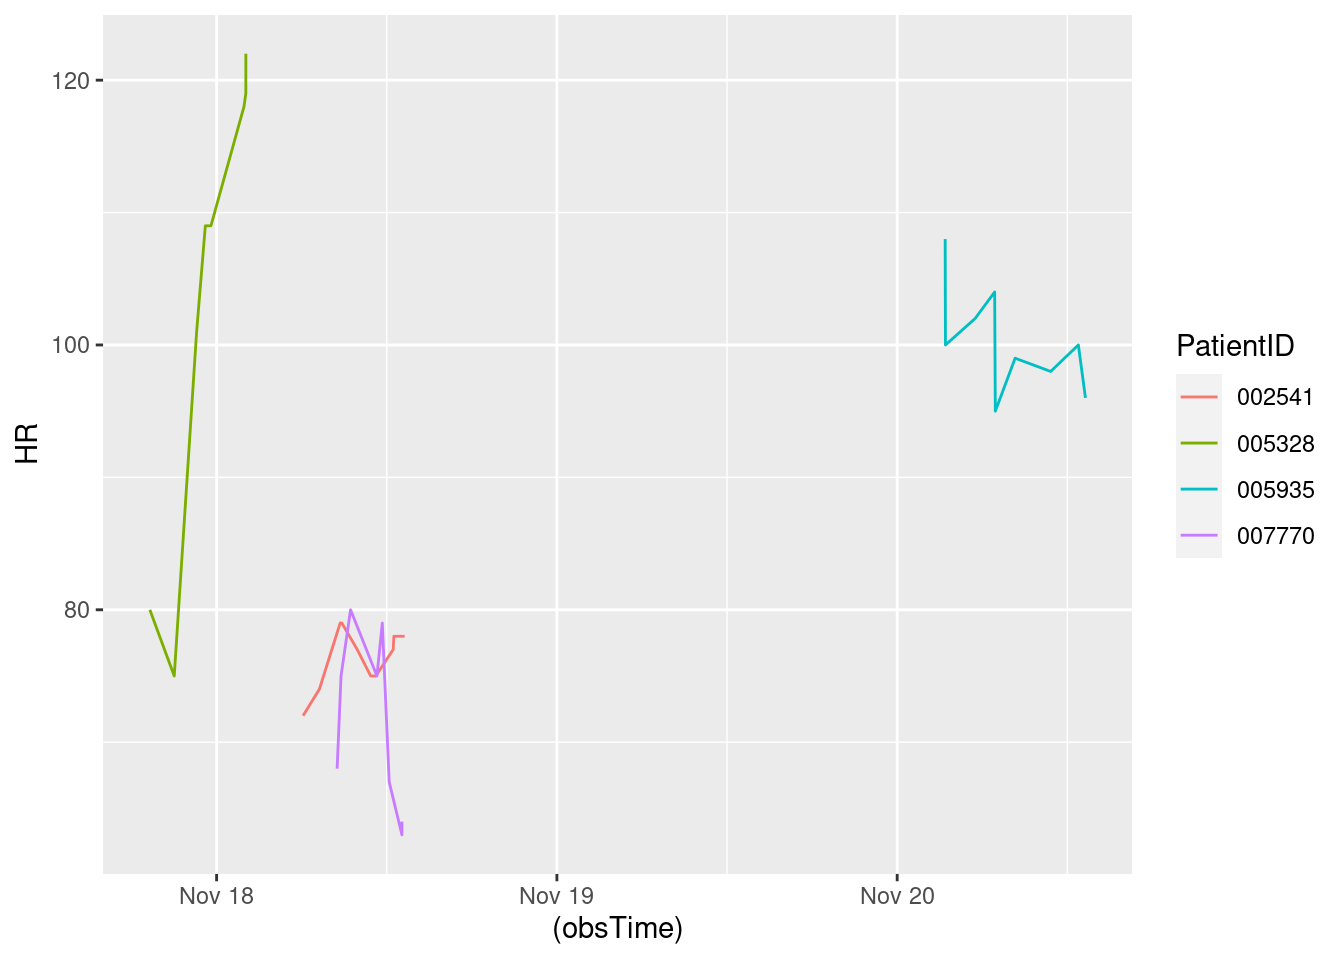 120
100
80
HR
Nov 18
Nov 19
Nov 20
(obsTime)
PatientID
002541
005328
005935
007770